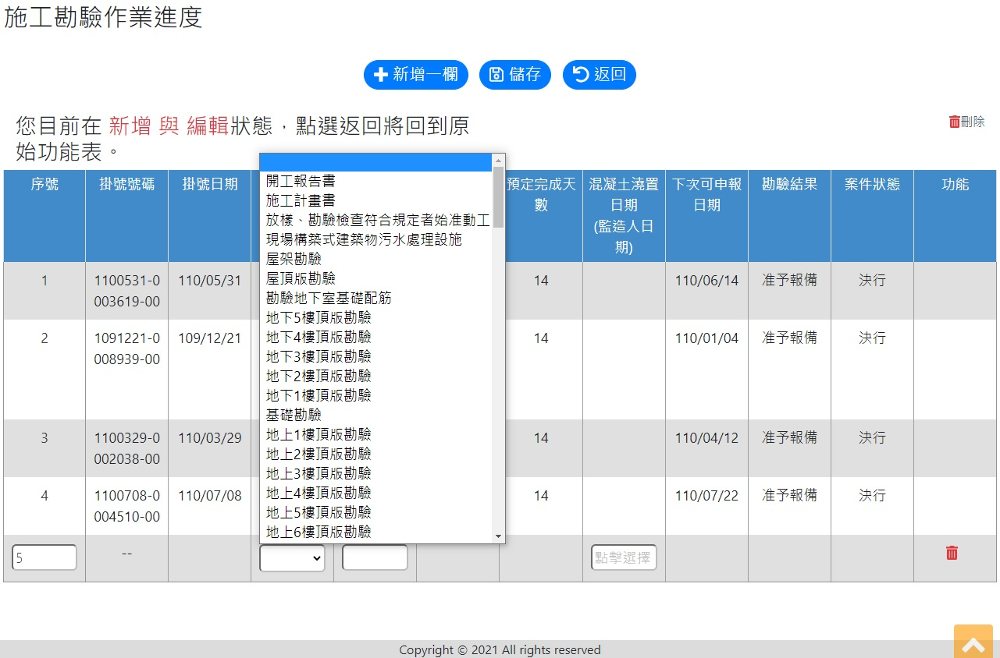 施工勘驗作業進度
新增一欄 儲存 返回
您目前在 新增 與 編輯狀態，點選返回將回到原
始功能表。
刪除
序號 掛號號碼 掛號日期 預定完成天 混凝土澆置 下次可申報 勘驗結果 案件狀態 功能
數 日期 日期
(監造人日
期)
1 1100531-0 110/05/31 14 110/06/14 准予報備 決行
003619-00
2 1091221-0 109/12/21 14 110/01/04 准予報備 決行
008939-00
3 1100329-0 110/03/29 14 110/04/12 准予報備 決行
002038-00
4 1100708-0 110/07/08 14 110/07/22 准予報備 決行
004510-00
開工報告書
施工計畫書
放樣、勘驗檢查符合規定者始准動工
現場構築式建築物污水處理設施
屋架勘驗
屋頂版勘驗
勘驗地下室基礎配筋
地下5樓頂版勘驗
地下4樓頂版勘驗
地下3樓頂版勘驗
地下2樓頂版勘驗
地下1樓頂版勘驗
基礎勘驗
地上1樓頂版勘驗
地上2樓頂版勘驗
地上3樓頂版勘驗
地上4樓頂版勘驗
地上5樓頂版勘驗
地上6樓頂版勘驗
5 -- 點擊選擇
Copyright © 2021 All rights reserved